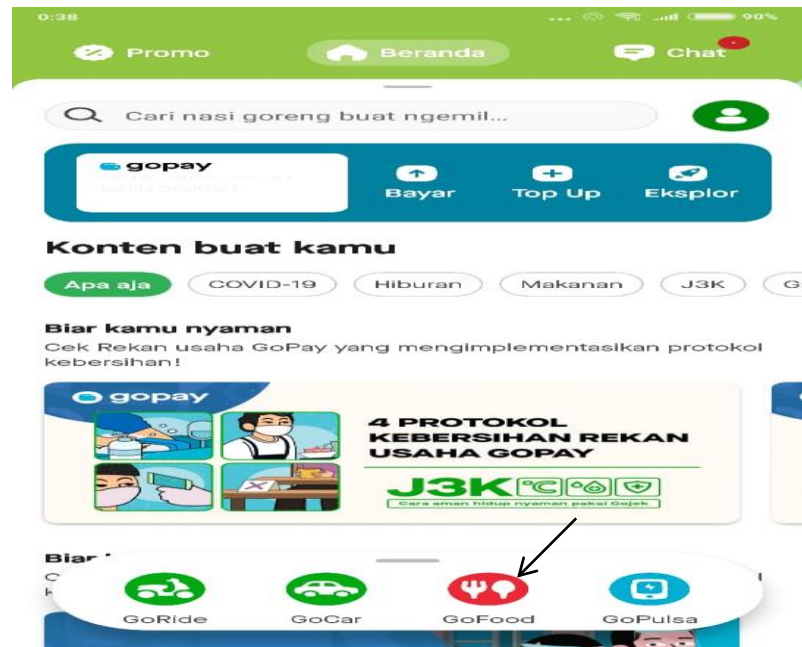 0:38
90%
Promo
Beranda
Chat
Cari nasi goreng buat ngemil...
gopay
Bayar
Top Up
Eksplor
Konten buat kamu
Apa aja
COVID-19
Hiburan
Makanan
J3K
G
Biar kamu nyaman
Cek Rekan usaha GoPay yang mengimplementasikan protokol
kebersihan!
gopay
4 PROTOKOL
KEBERSIHAN REKAN
USAHA GOPAY
J3K
°C
Cara aman hidup nyaman pakai Gojek
Biar
GoRide
GoCar
GoFood
GoPulsa